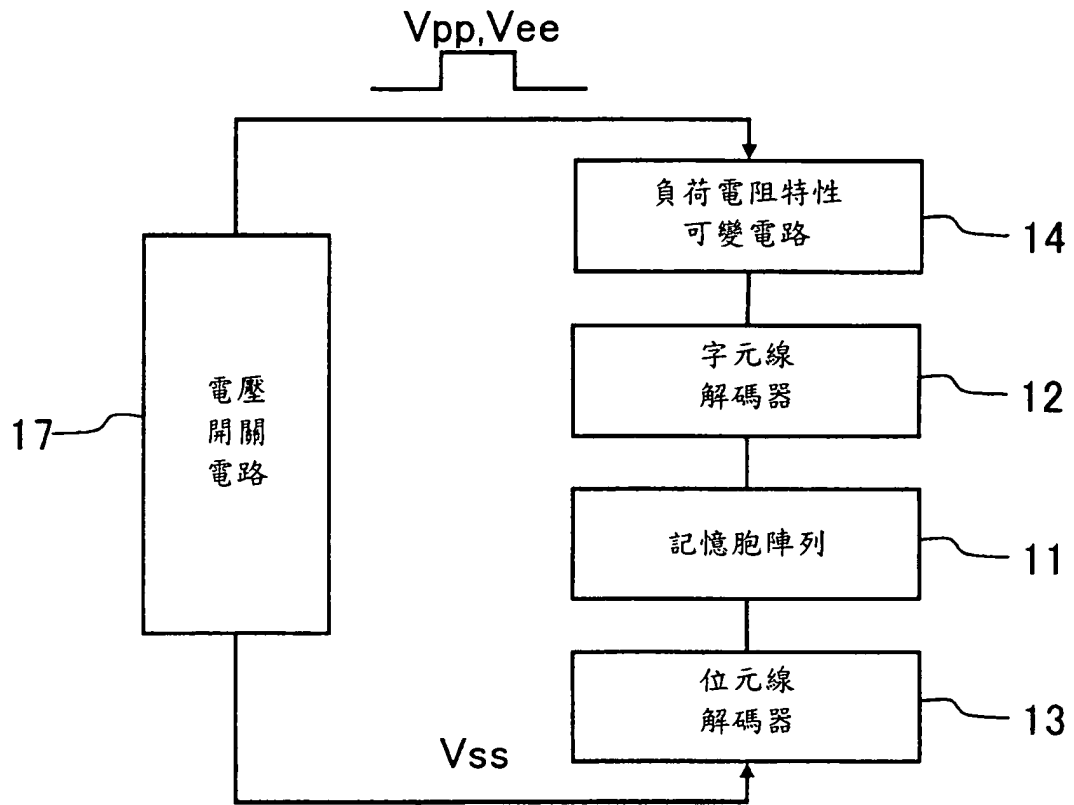 Vpp,Vee
負荷電阻特性
可變電路
14
字元線
解碼器
12
電壓
開關
電路
17
記憶胞陣列
11
位元線
解碼器
13
Vss